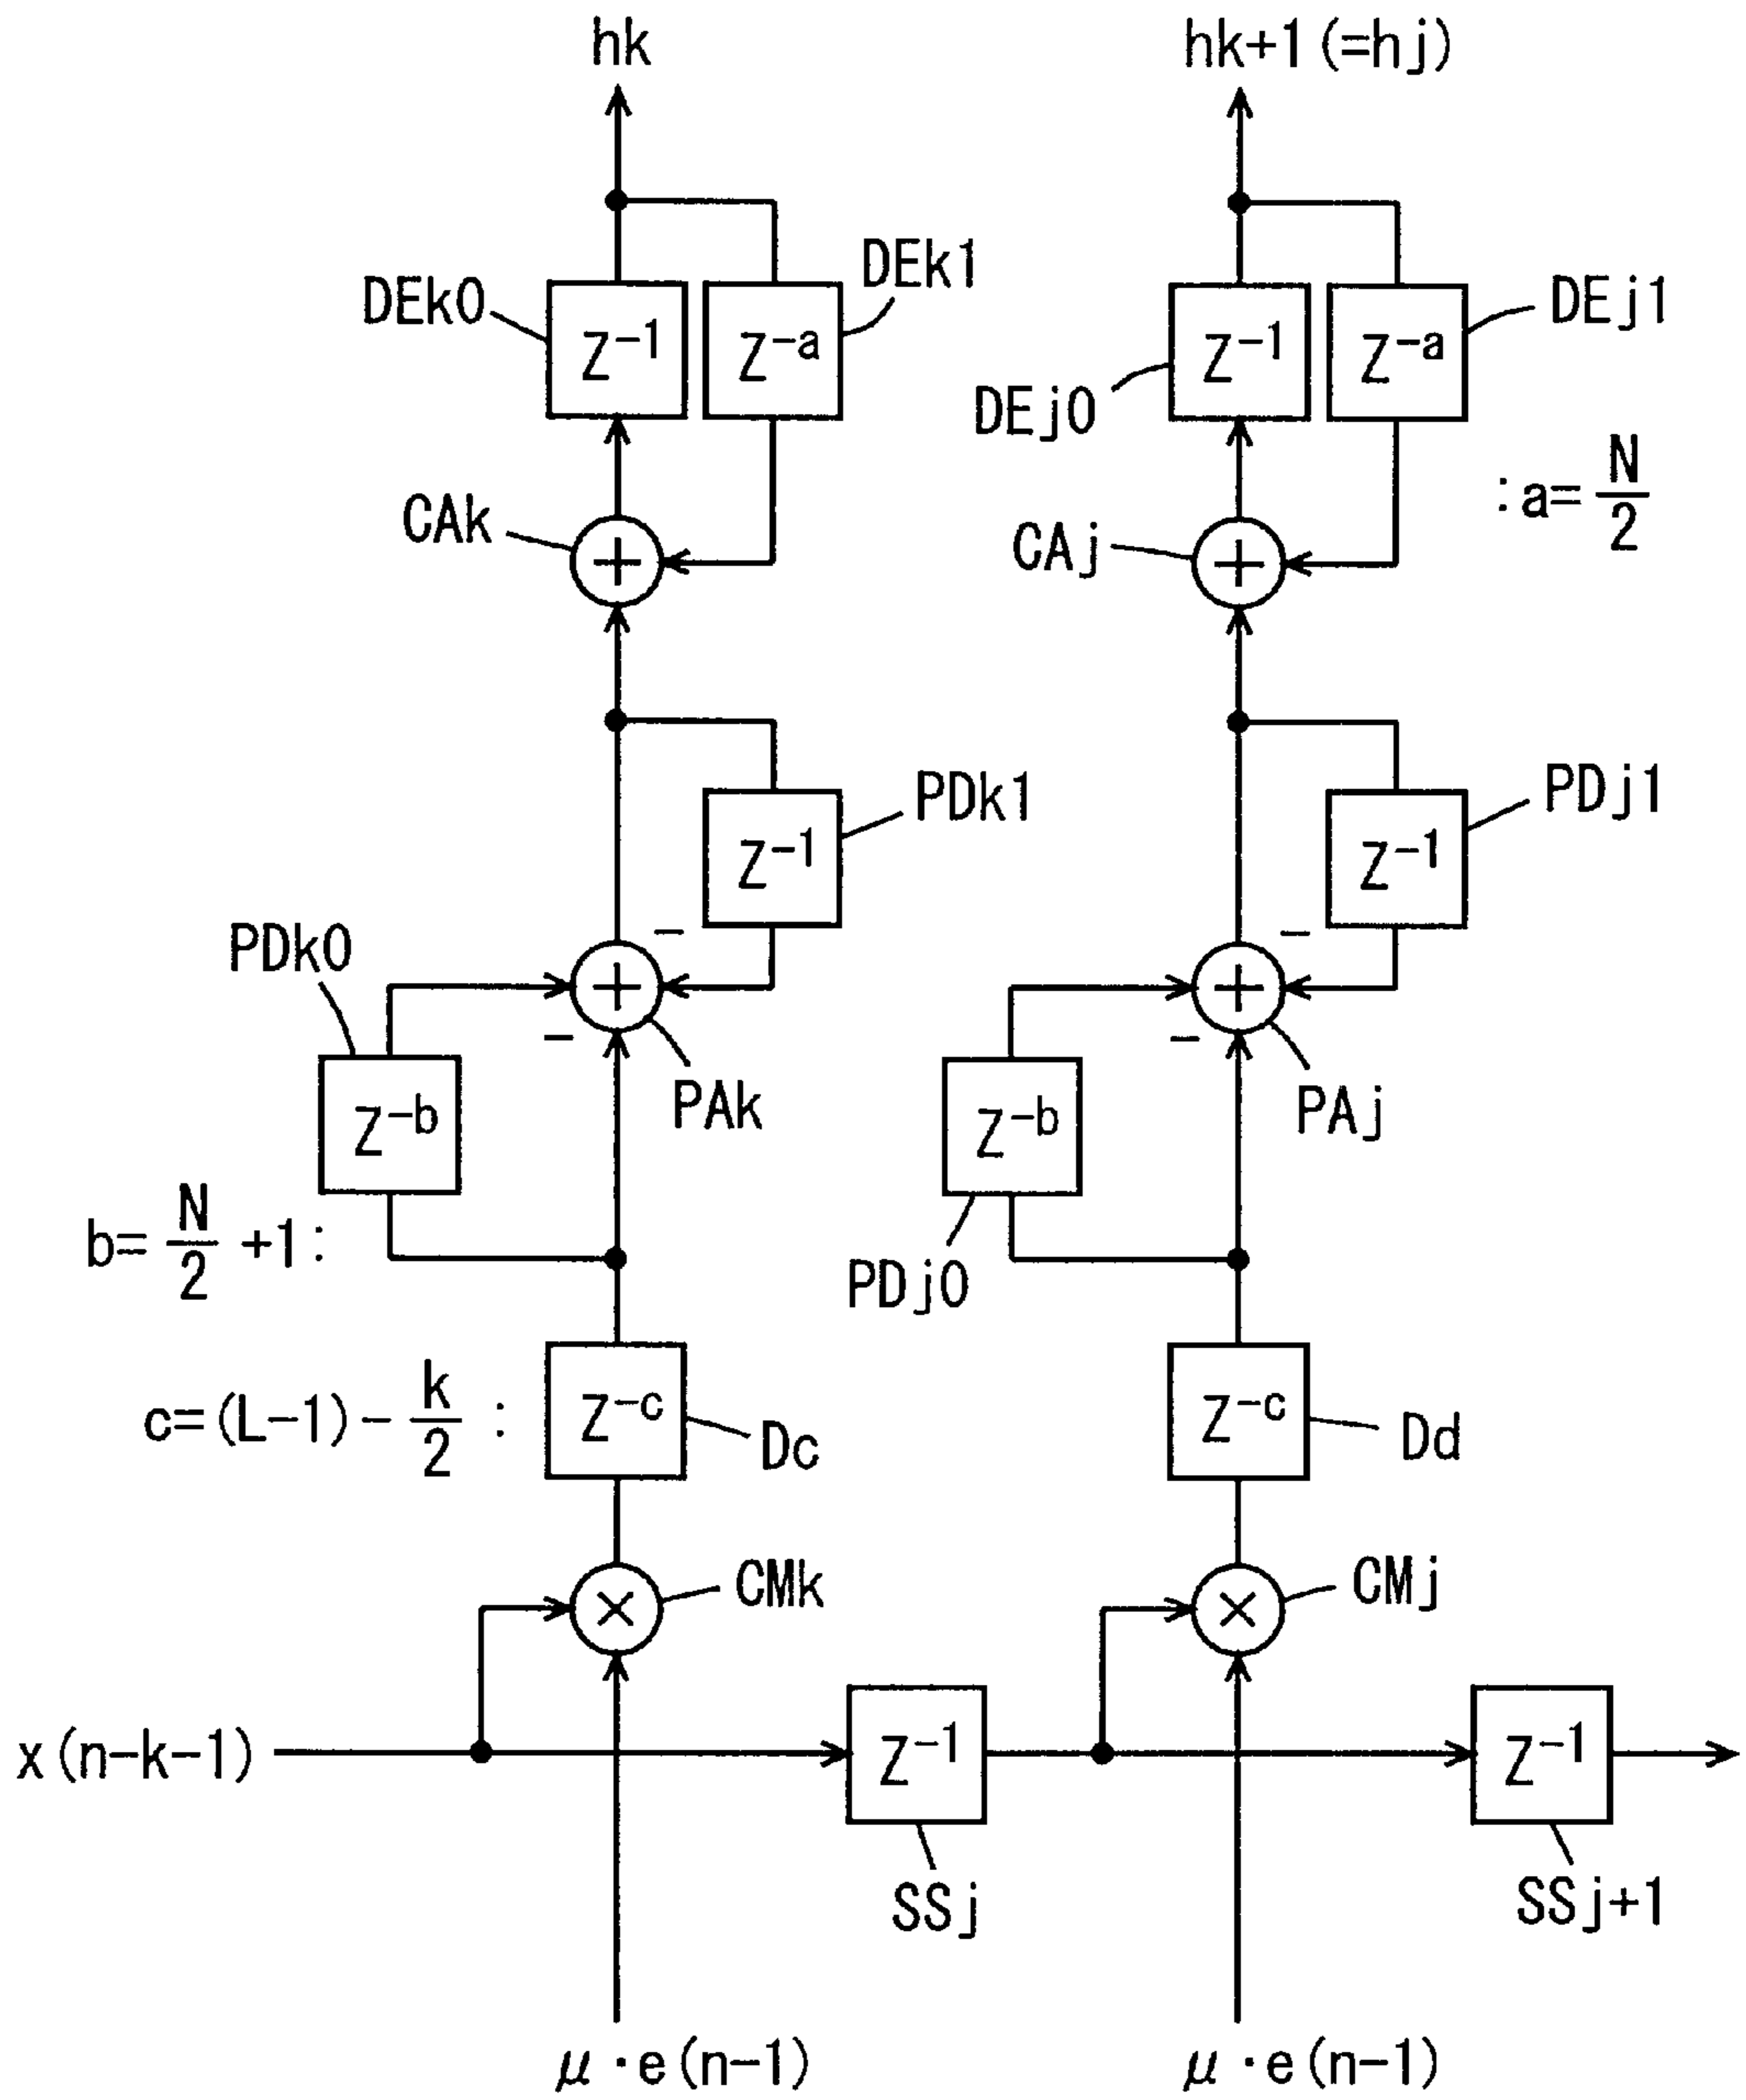 hk
hk+1 (=hj)
DEk0
Z⁻¹
Z⁻ᵃ
DEk1
DEj0
Z⁻¹
Z⁻ᵃ
DEj1
:a= N/2
CAk
+
CAj
+
PDk1
Z⁻¹
PDj1
Z⁻¹
PDk0
−
+
−
PAk
−
+
−
PAj
Z⁻ᵇ
Z⁻ᵇ
b= N/2 +1:
PDj0
c=(L-1)- k/2 :
Z⁻ᶜ
Dc
Z⁻ᶜ
Dd
×
CMk
×
CMj
x(n-k-1)
Z⁻¹
SSj
Z⁻¹
SSj+1
μ·e(n-1)
μ·e(n-1)